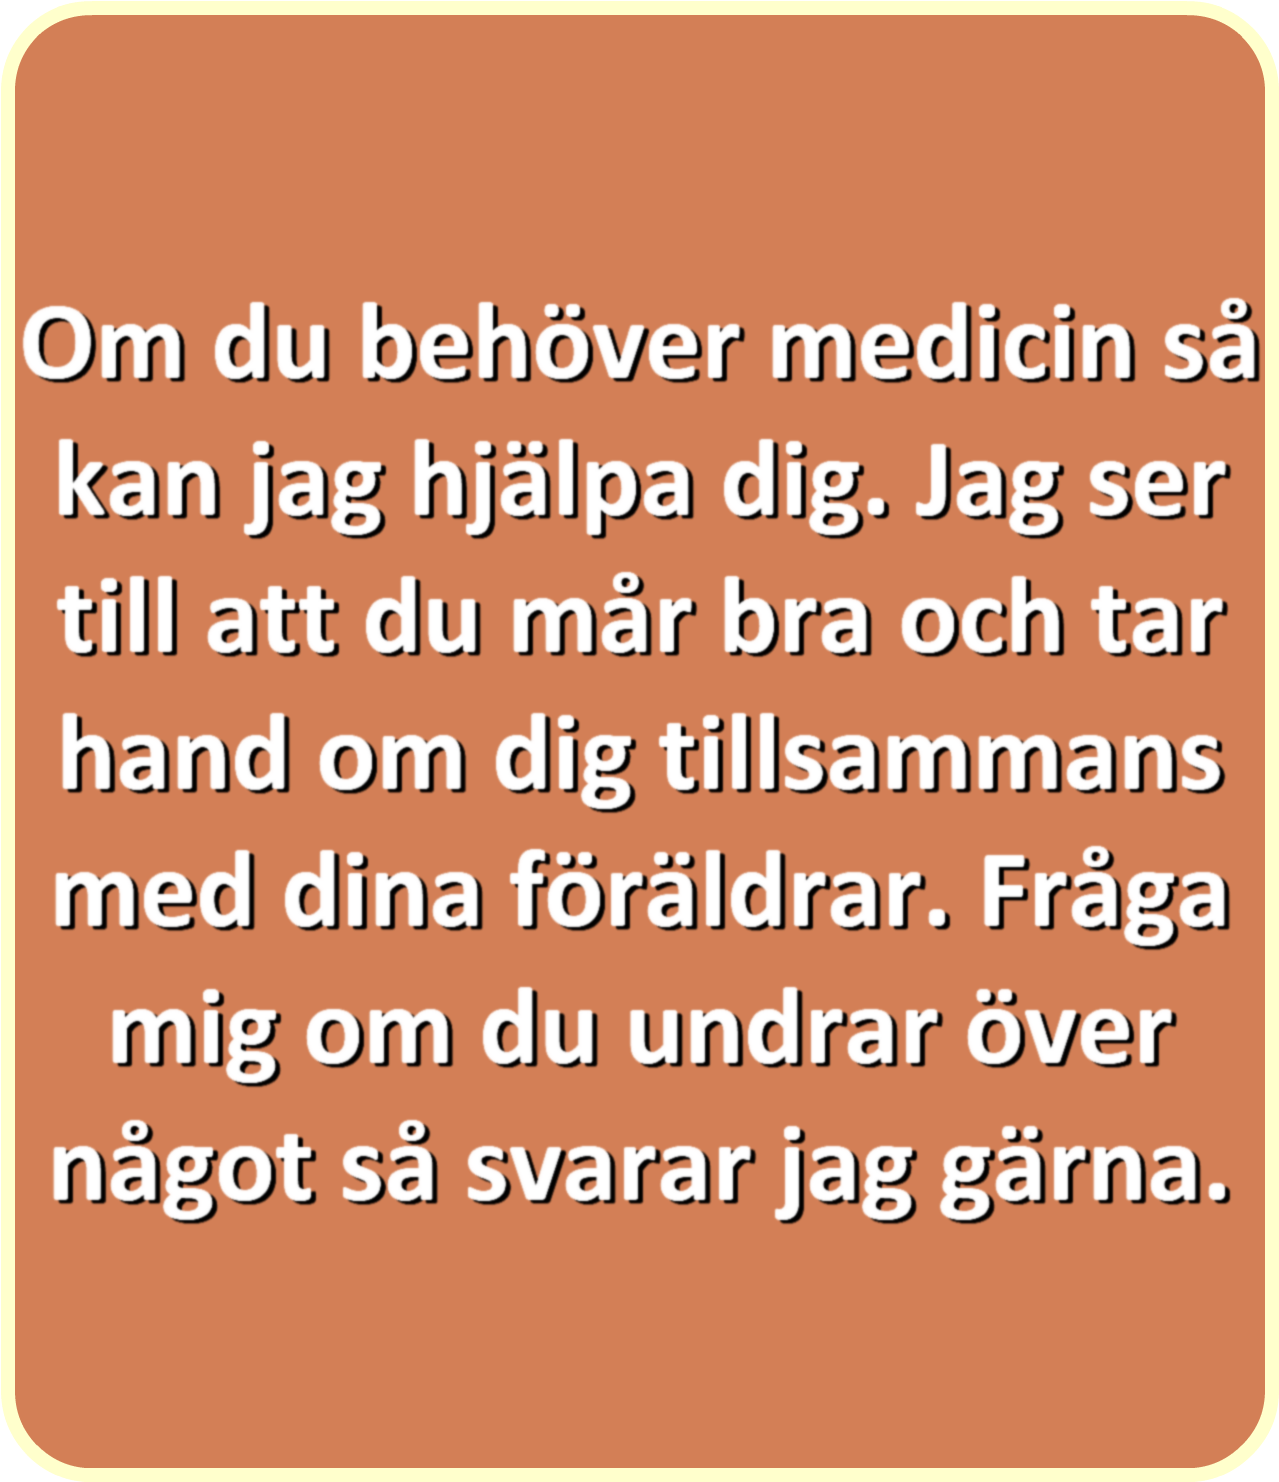 Om du behöver medicin så
kan jag hjälpa dig. Jag ser
till att du mår bra och tar
hand om dig tillsammans
med dina föräldrar. Fråga
mig om du undrar över
något så svarar jag gärna.